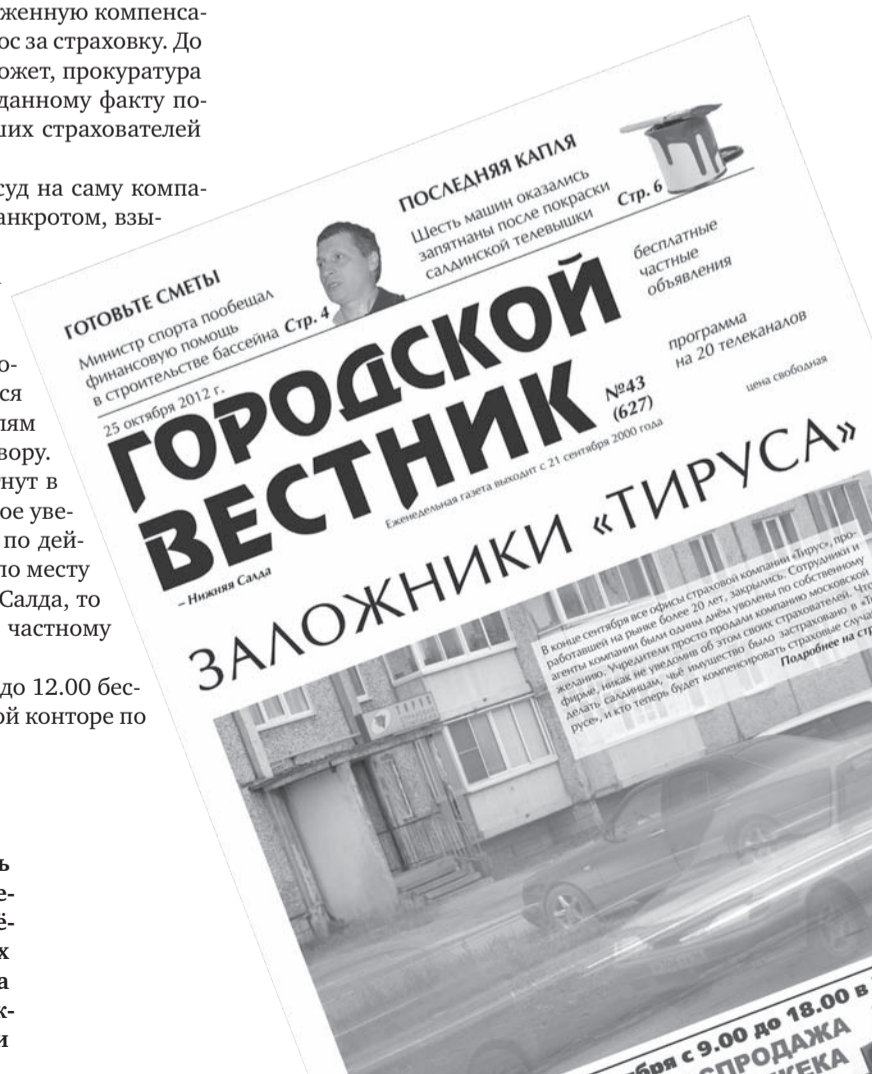 женную компенса-
ос за страховку. До
ожет, прокуратура
данному факту по-
ших страхователей
суд на саму компа-
анкротом, взы-
о-
ся
лям
вору.
нут в
ое уве-
по дей-
по месту
Салда, то
частному
до 12.00 бес-
ой конторе по
ь
е-
ё-
х
а
к-
и
ГОТОВЬТЕ СМЕТЫ
Министр спорта пообещал
финансовую помощь
в строительстве бассейна Стр. 4
ПОСЛЕДНЯЯ КАПЛЯ
Шесть машин оказались
запятнаны после покраски
салдинской телевышки
Стр. 6
25 октября 2012 г.
ГОРОДСКОЙ
ВЕСТНИК
– Нижняя Салда
№43
(627)
бесплатные
частные
объявления
программа
на 20 телеканалов
цена свободная
Еженедельная газета выходит с 21 сентября 2000 года
ЗАЛОЖНИКИ «ТИРУСА»
В конце сентября все офисы страховой компании «Тирус», про-
работавшей на рынке более 20 лет, закрылись. Сотрудники и
агенты компании были одним днём уволены по собственному
желанию. Учредители просто продали компанию московской
фирме, никак не уведомив об этом своих страхователей. Что
делать салдинцам, чьё имущество было застраховано в «Ти-
русе», и кто теперь будет компенсировать страховые случа
Подробнее на стр
ТИРУС
бря с 9.00 до 18.00 в
СПРОДАЖА